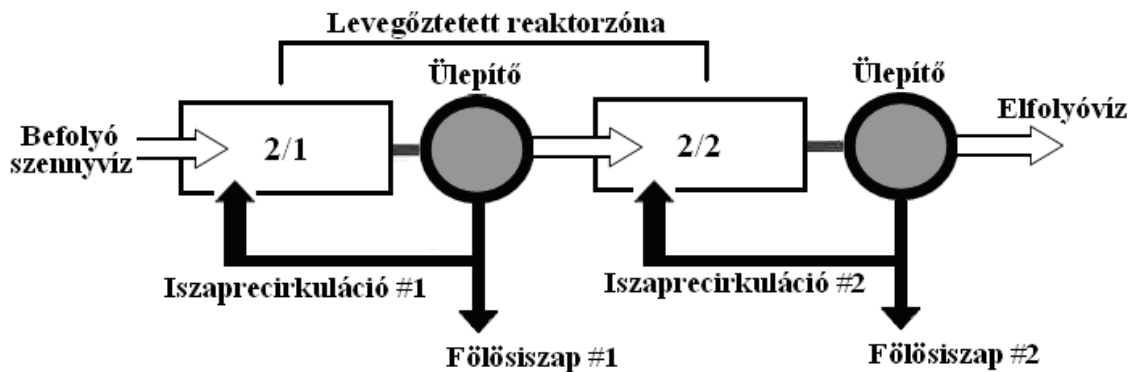 Levegőztetett reaktorzóna
Ülepítő
Ülepítő
Befolyó
szennyvíz
2/1
2/2
Elfolyóvíz
Iszaprecirkuláció #1
Iszaprecirkuláció #2
Fölösiszap #1
Fölösiszap #2